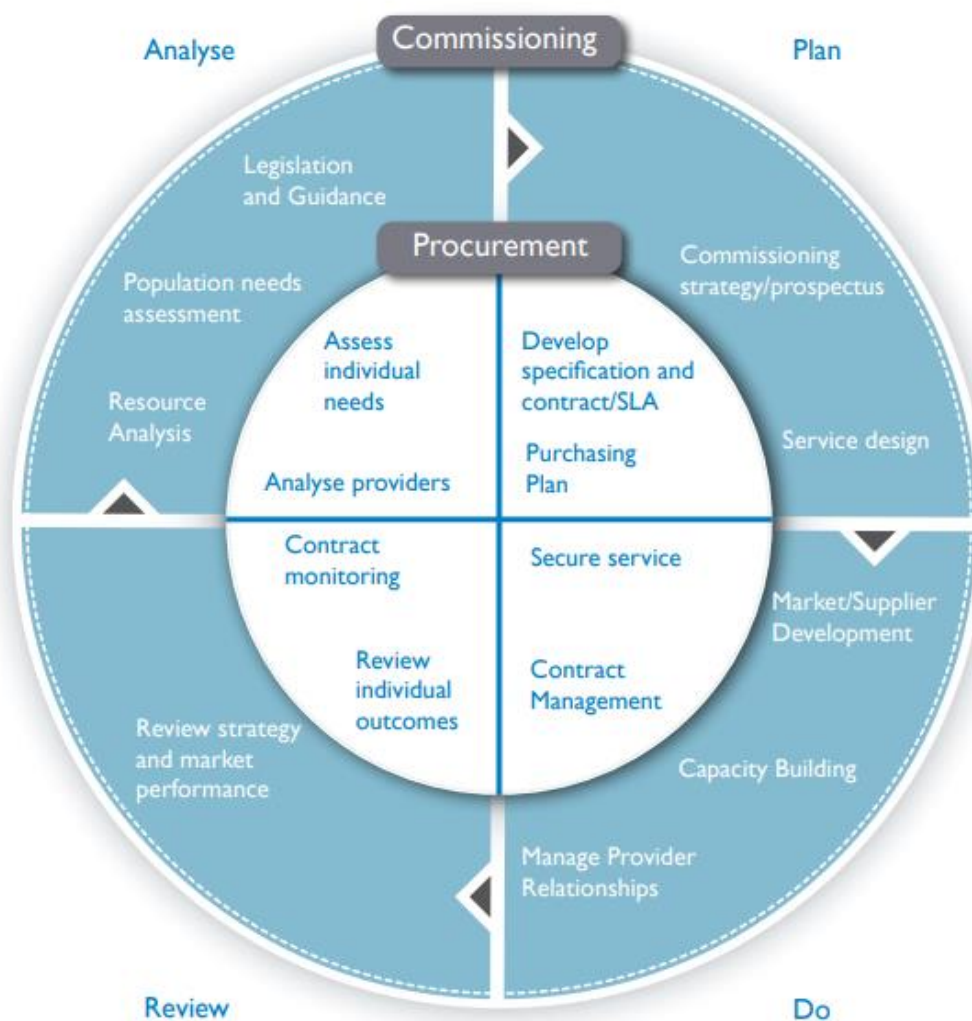 Analyse
Commissioning
Plan
Legislation
and Guidance
Procurement
Commissioning
strategy/prospectus
Population needs
assessment
Assess
individual
needs
Develop
specification and
contract/SLA
Resource
Analysis
Service design
Analyse providers
Purchasing
Plan
Contract
monitoring
Secure service
Market/Supplier
Development
Review
individual
outcomes
Contract
Management
Review strategy
and market
performance
Capacity Building
Manage Provider
Relationships
Review
Do